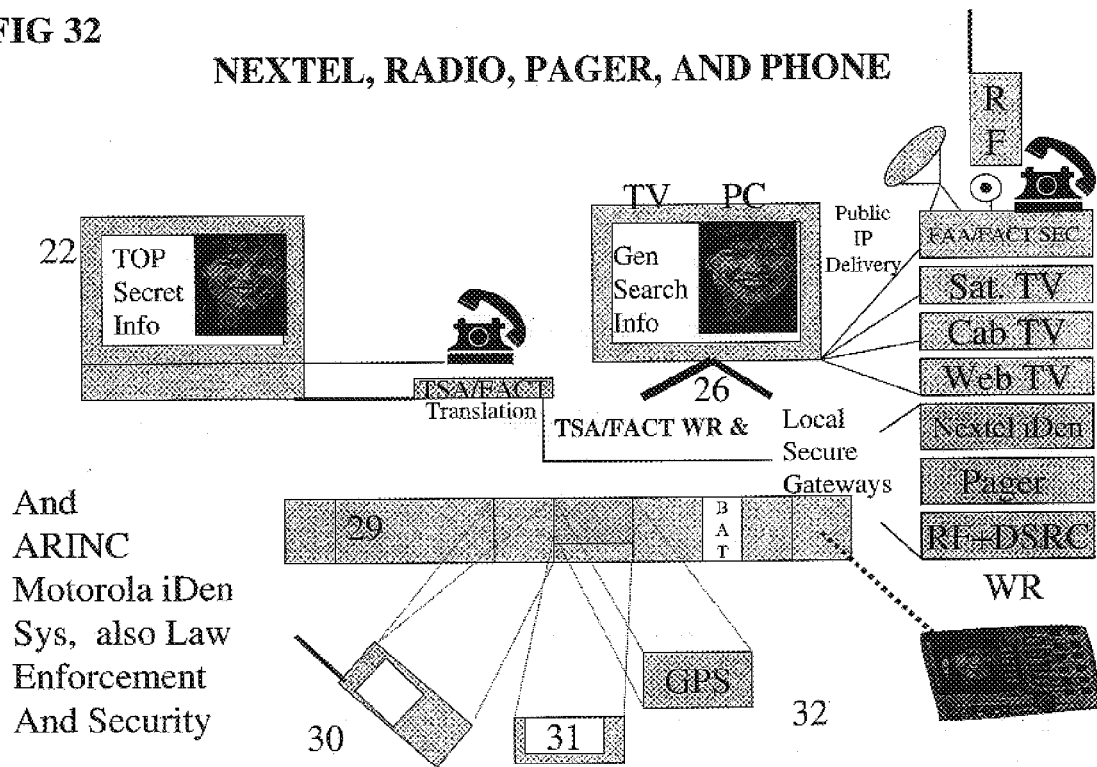 FIG 32
NEXTEL, RADIO, PAGER, AND PHONE
R
F
22
TOP
Secret
Info
TV PC
Gen
Search
Info
Public
IP
Delivery
FAA/FACT SEC
Sat. TV
Cab TV
Web TV
Nextel iDen
Pager
RF+DSRC
WR
TSA/FACT
Translation
26
TSA/FACT WR &
Local
Secure
Gateways
29
B
A
T
And
ARINC
Motorola iDen
Sys, also Law
Enforcement
And Security
30
31
GPS
32